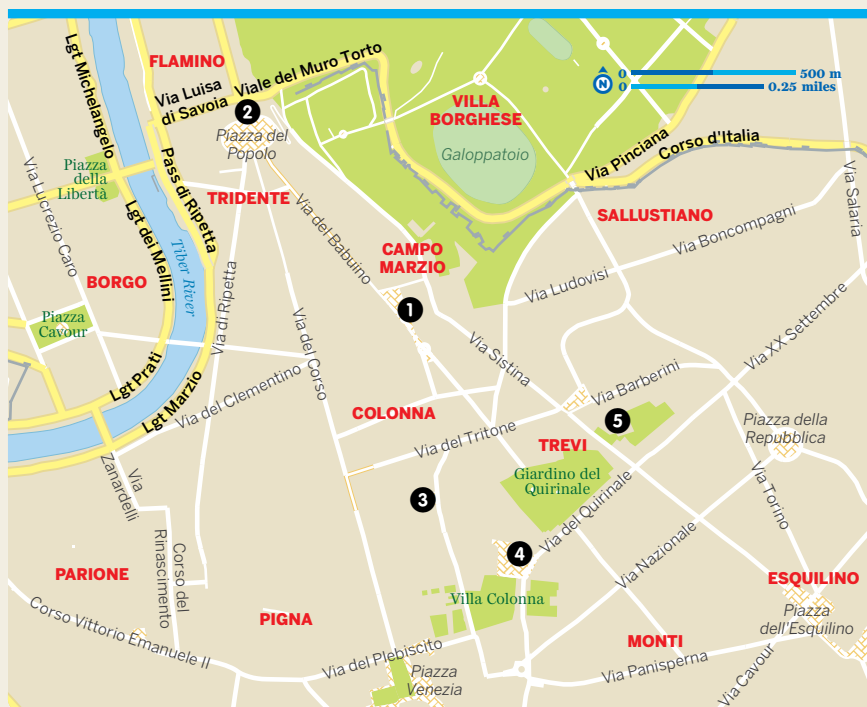 FLAMINO
Lgt Michelangelo
Via Luisa
di Savoia
Viale del Muro Torto
2
Piazza del
Popolo
VILLA
BORGHESE
Galoppatoio
N
0 500 m
0 0.25 miles
Via Pinciana
Corso d'Italia
Via Salaria
Piazza
della
Libertà
Pass di Ripetta
Via Lucrezio Caro
Lgt dei Mellini
Tiber River
TRIDENTE
Via del Babuino
SALLUSTIANO
Via Boncompagni
CAMPO
MARZIO
BORGO
Via di Ripetta
Via Ludovisi
Piazza
Cavour
1
Via del Corso
Via Sistina
Via XX Settembre
Lgt Prati
Lgt Marzio
Via del Clementino
Via Barberini
COLONNA
5
Via del Tritone
TREVI
Piazza della
Repubblica
Via
Zanardelli
3
Giardino del
Quirinale
Via del Quirinale
Via Torino
Via Nazionale
4
PARIONE
Corso del
Rinascimento
Villa Colonna
ESQUILINO
Corso Vittorio Emanuele II
PIGNA
Piazza
dell'Esquilino
MONTI
Via del Plebiscito
Piazza
Venezia
Via Panisperna
Via Cavour